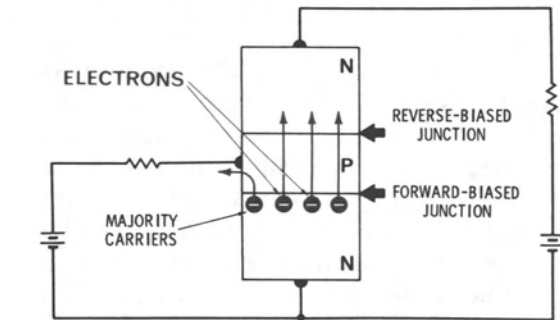 N
ELECTRONS
REVERSE-BIASED
JUNCTION
P
FORWARD-BIASED
JUNCTION
MAJORITY
CARRIERS
N